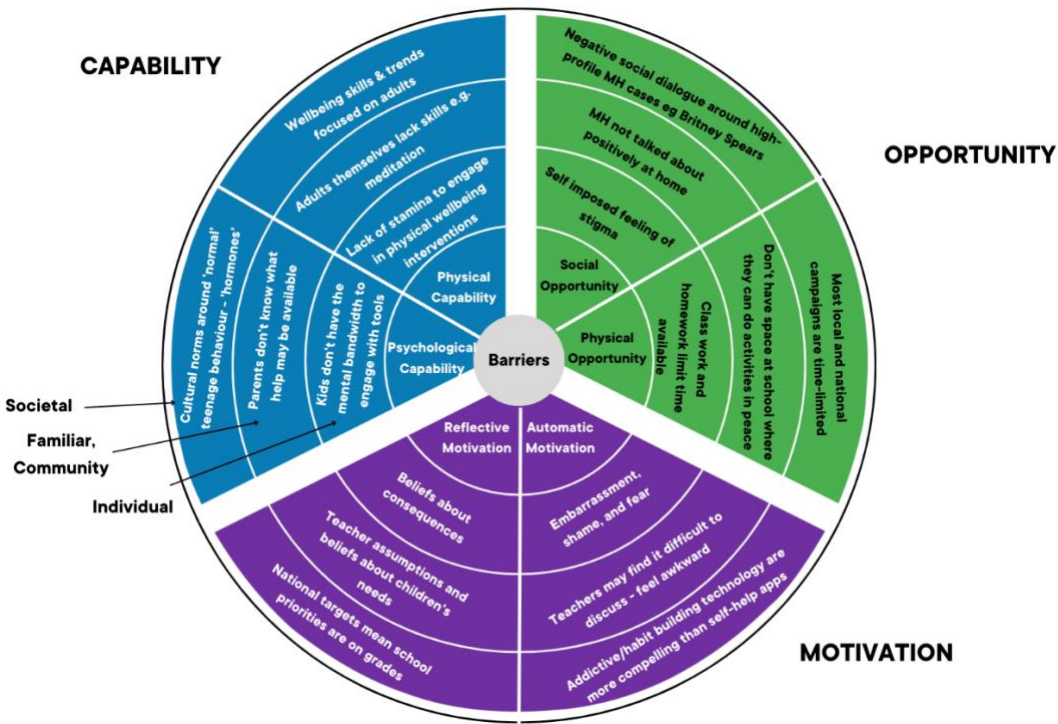 CAPABILITY
Wellbeing skills & trends
focused on adults
Adults themselves lack skills e.g.
meditation
Lack of stamina to engage
in physical wellbeing
interventions
Physical
Capability
Cultural norms around 'normal'
teenage behaviour - 'hormones'
Parents don't know what
help may be available
Kids don't have the
mental bandwidth to
engage with tools
Psychological
Capability
OPPORTUNITY
Negative social dialogue around high-
profile MH cases eg Britney Spears
MH not talked about
positively at home
Self imposed feeling of
stigma
Social
Opportunity
Physical
Opportunity
Class work and
homework limit time
available
Don't have space at school where
they can do activities in peace
Most local and national
campaigns are time-limited
Barriers
Societal
Familiar,
Community
Individual
Reflective
Motivation
Beliefs about
consequences
Teacher assumptions and
beliefs about children's
needs
National targets mean school
priorities are on grades
Automatic
Motivation
Embarrassment,
shame, and fear
Teachers may find it difficult to
discuss - feel awkward
Addictive/habit building technology are
more compelling than self-help apps
MOTIVATION